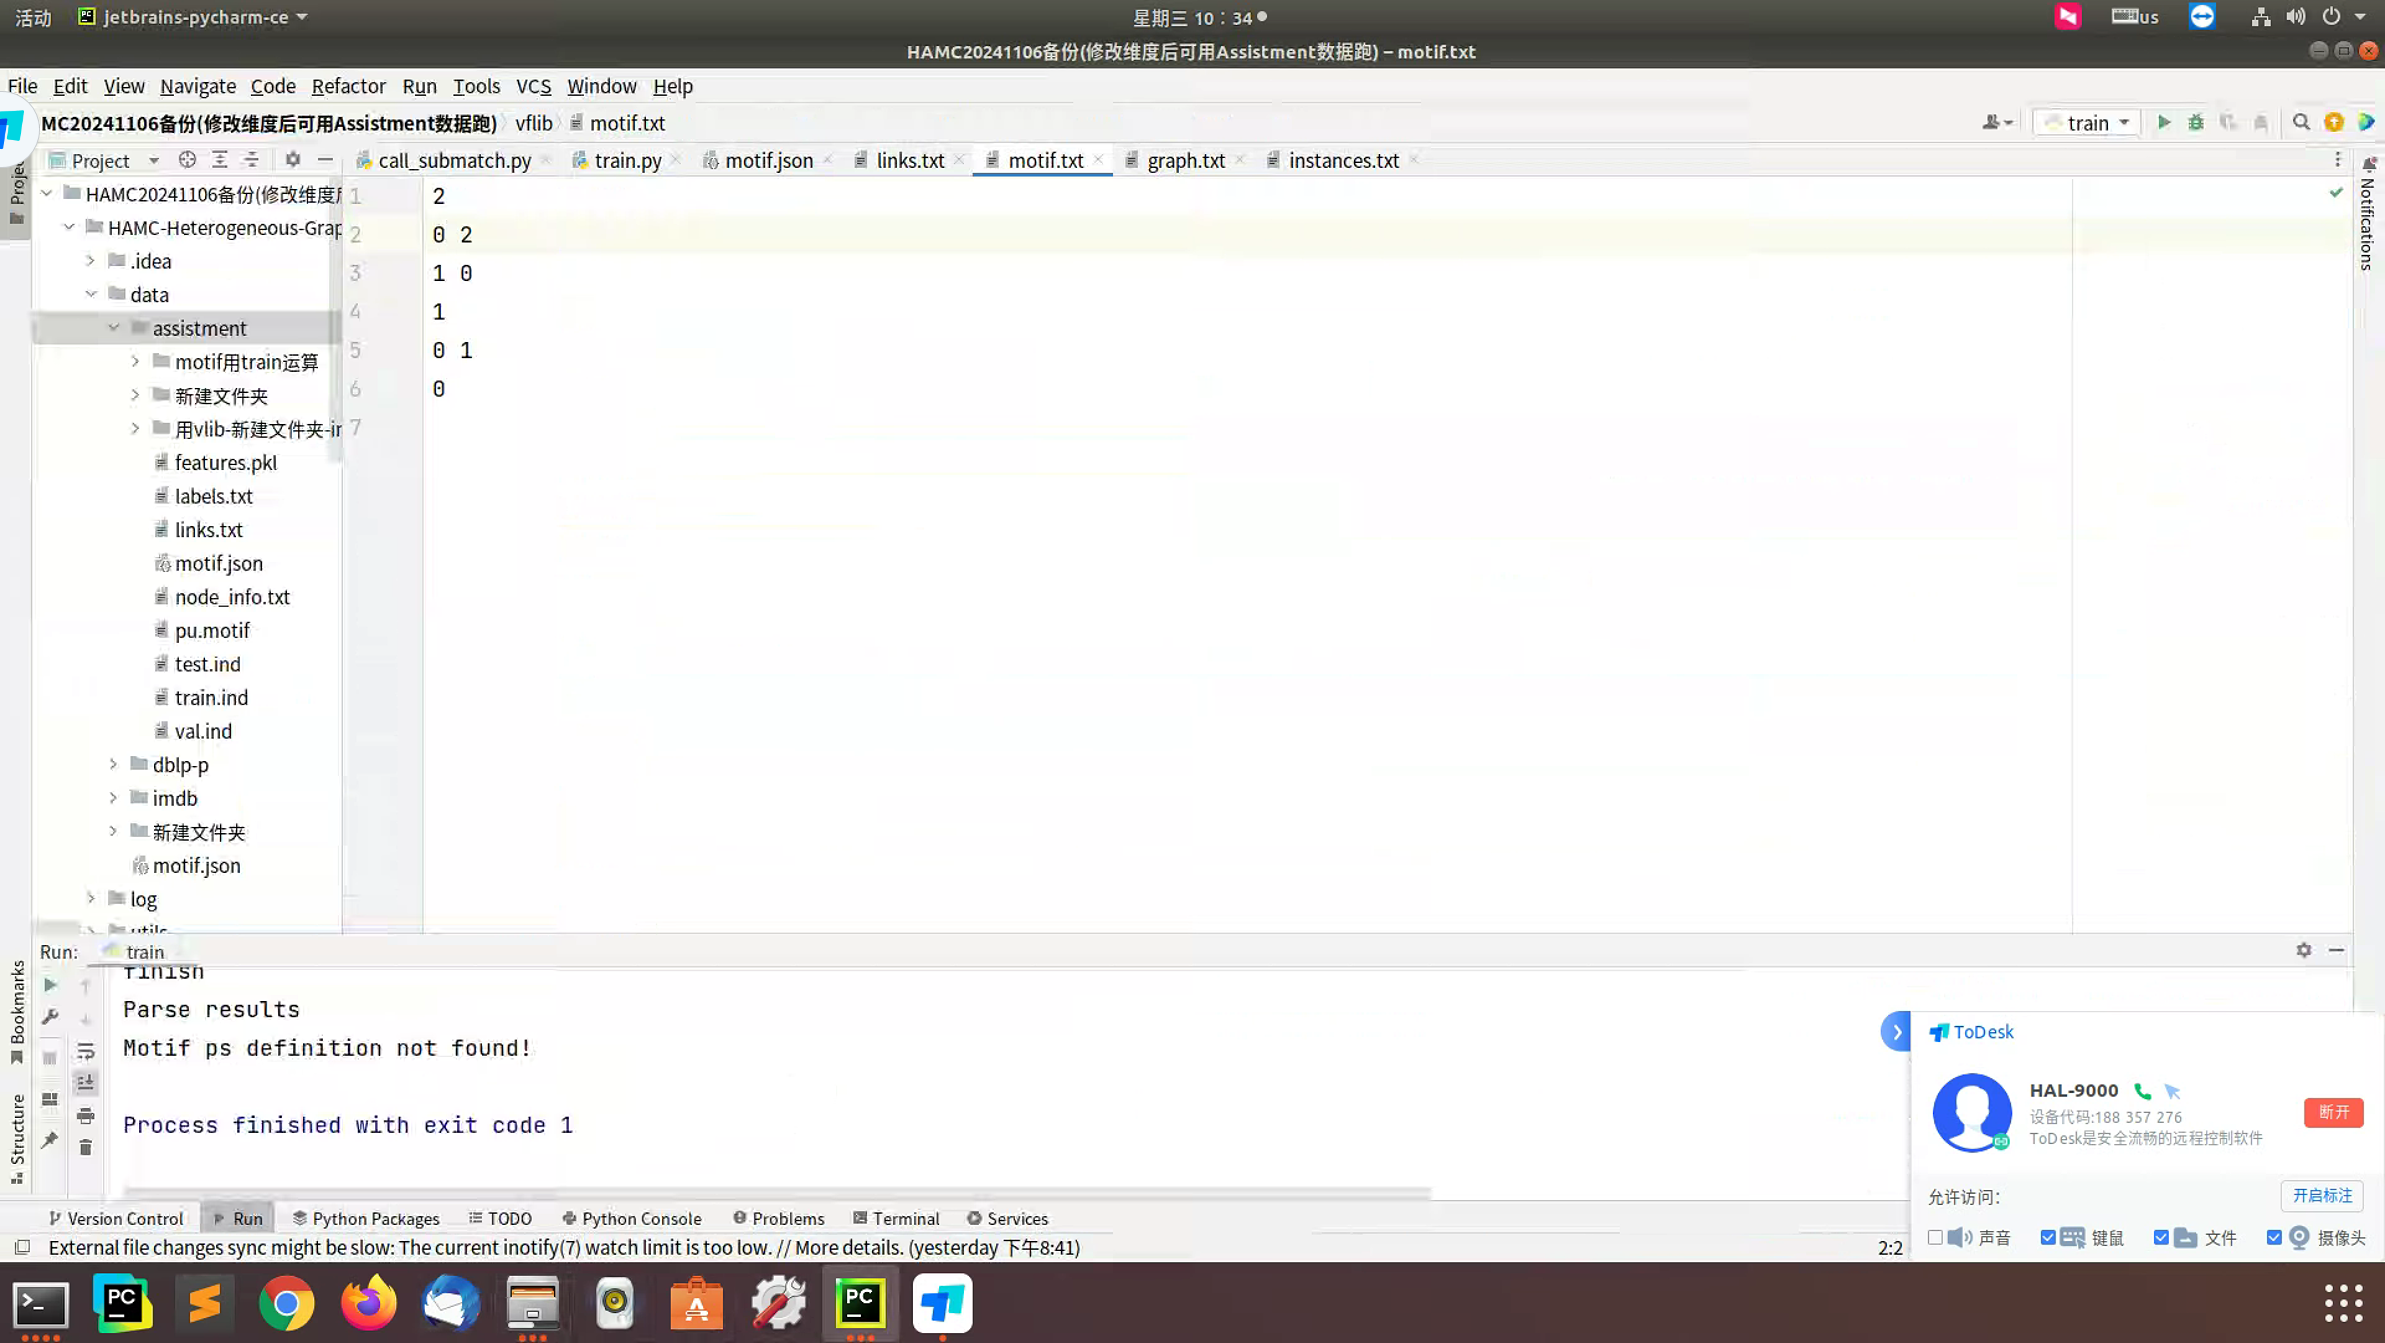 活动 jetbrains-pycharm-ce 星期三 10：34 us
HAMC20241106备份(修改维度后可用Assistment数据跑) – motif.txt
File Edit View Navigate Code Refactor Run Tools VCS Window Help
MC20241106备份(修改维度后可用Assistment数据跑) vflib motif.txt train
Project call_submatch.py train.py motif.json links.txt motif.txt graph.txt instances.txt
HAMC20241106备份(修改维度
HAMC-Heterogeneous-Grap
.idea
data
assistment
motif用train运算
新建文件夹
用vlib-新建文件夹-in
features.pkl
labels.txt
links.txt
motif.json
node_info.txt
pu.motif
test.ind
train.ind
val.ind
dblp-p
imdb
新建文件夹
motif.json
log
utils
1 2
2 0 2
3 1 0
4 1
5 0 1
6 0
7
Notifications
Bookmarks
Structure
Run: train
finish
Parse results
Motif ps definition not found!
Process finished with exit code 1
ToDesk
HAL-9000
设备代码:188 357 276
ToDesk是安全流畅的远程控制软件
断开
允许访问：
开启标注
声音 键鼠 文件 摄像头
Version Control Run Python Packages TODO Python Console Problems Terminal Services
External file changes sync might be slow: The current inotify(7) watch limit is too low. // More details. (yesterday 下午8:41) 2:2